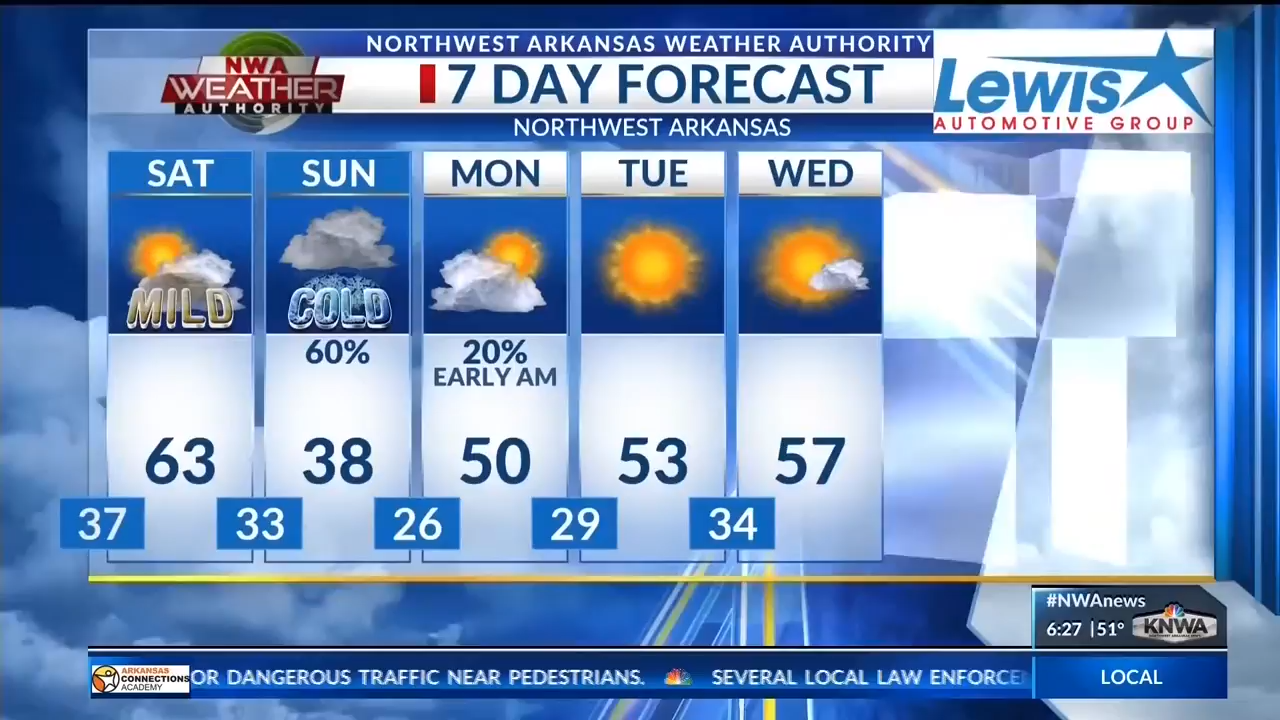 NORTHWEST ARKANSAS WEATHER AUTHORITY
NWA
WEATHER
AUTHORITY
7 DAY FORECAST
NORTHWEST ARKANSAS
Lewis
AUTOMOTIVE GROUP
SAT SUN MON TUE WED
MILD COLD
60% 20%
EARLY AM
63 38 50 53 57
37 33 26 29 34
#NWAnews
6:27 | 51°
KNWA
ARKANSAS
CONNECTIONS
ACADEMY
OR DANGEROUS TRAFFIC NEAR PEDESTRIANS. SEVERAL LOCAL LAW ENFORCE
LOCAL